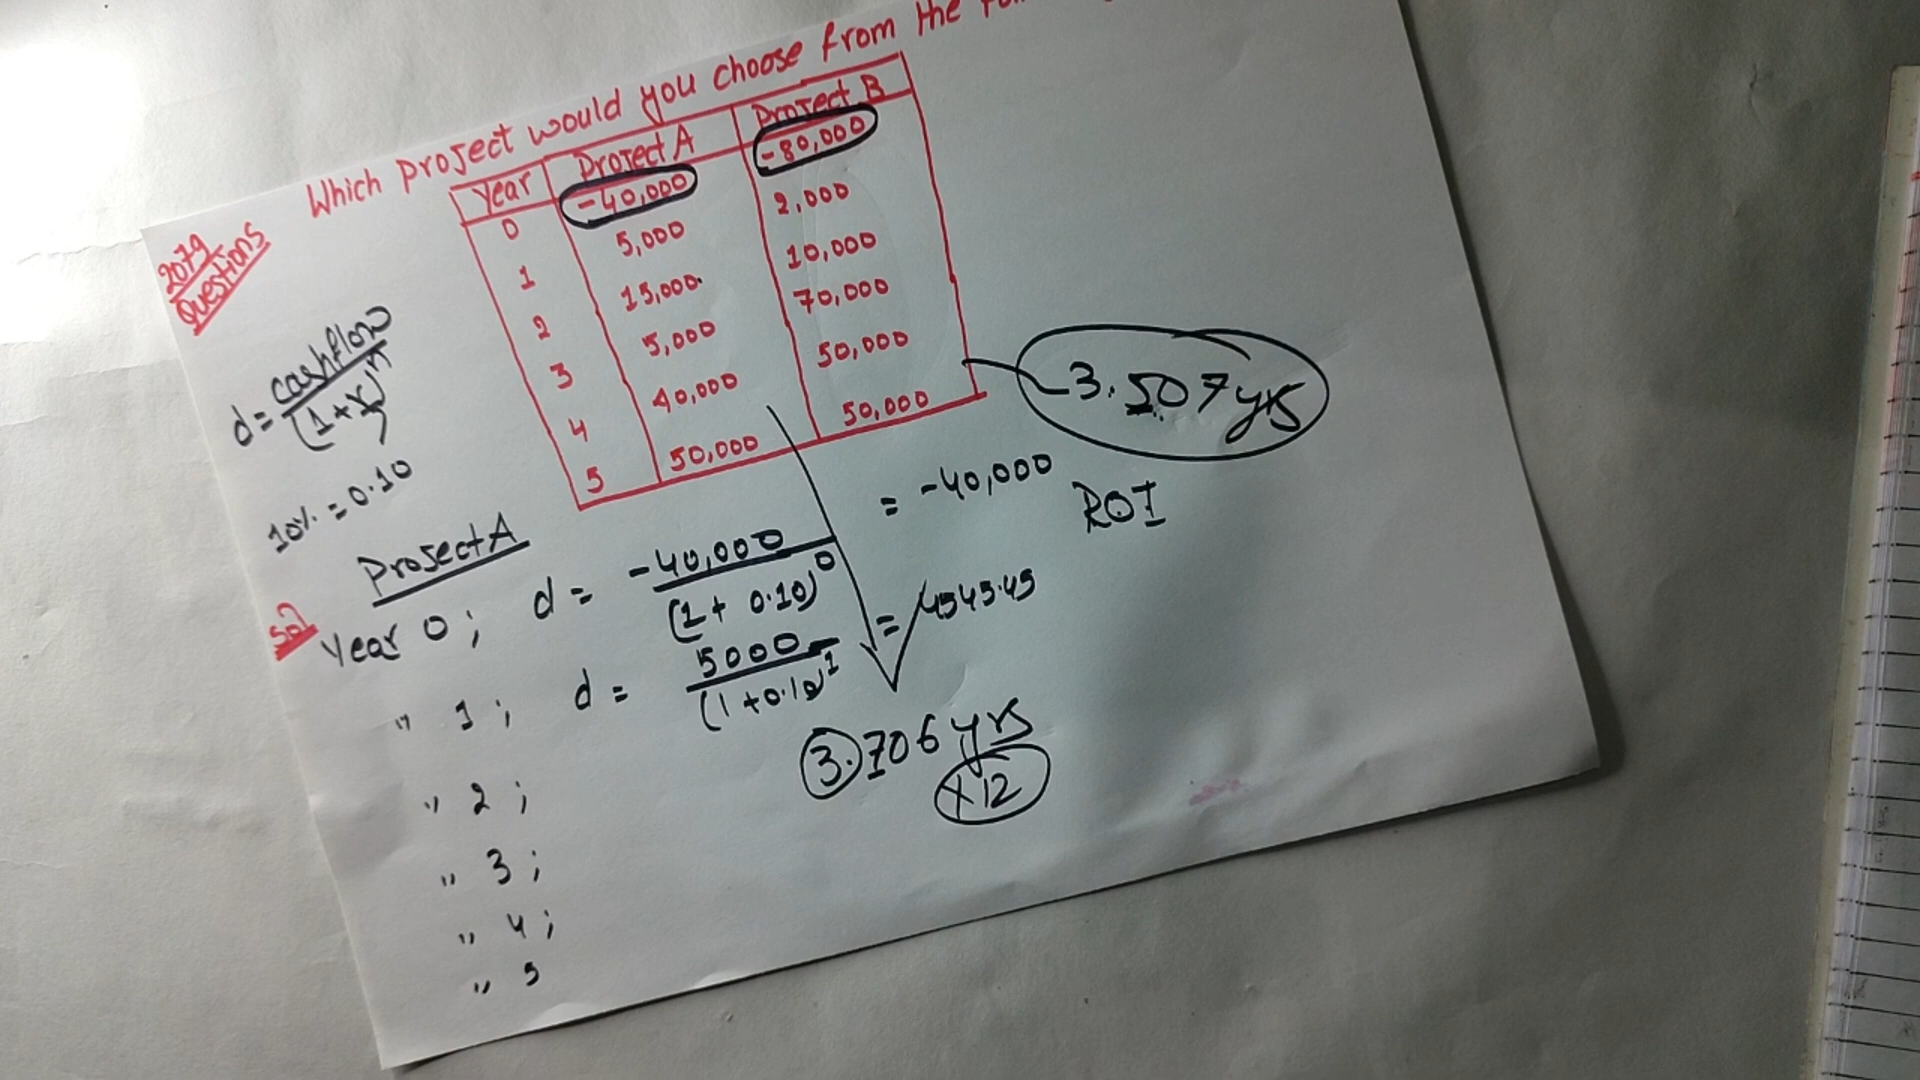 Which project would you choose from the
2079
Questions
Year Project A Project B
0 -40,000 -80,000
1 5,000 2,000
2 15,000 10,000
3 5,000 70,000
4 40,000 50,000
5 50,000 50,000
d = cashflow / (1+r)^n
10% = 0.10
3.507 yrs
ROI
Project A
Sol
Year 0 ; d = -40,000 / (1 + 0.10)^0 = -40,000
" 1 ; d = 5000 / (1+0.10)^1 = 4545.45
" 2 ;
" 3 ;
" 4 ;
" 5
3.706 yrs
×12